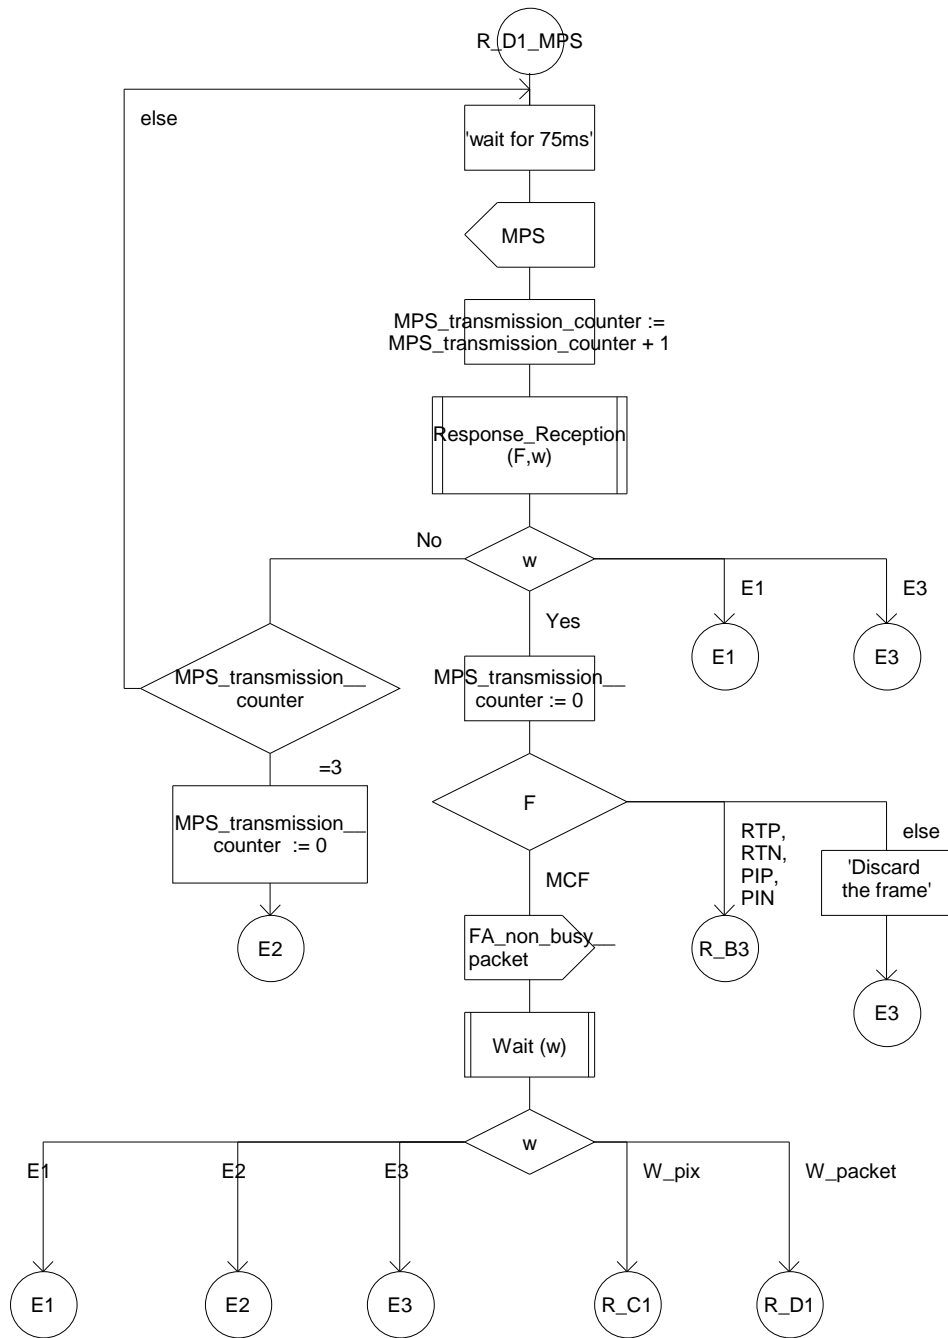 R_D1_MPS
else
'wait for 75ms'
MPS
MPS_transmission_counter :=
MPS_transmission_counter + 1
Response_Reception
(F,w)
No
w
E1
E3
Yes
E1
E3
MPS_transmission__
counter
MPS_transmission__
counter := 0
=3
F
MPS_transmission__
counter := 0
RTP,
RTN,
PIP,
PIN
else
'Discard
the frame'
MCF
E2
FA_non_busy__
packet
R_B3
E3
Wait (w)
w
E1
E2
E3
W_pix
W_packet
E1
E2
E3
R_C1
R_D1